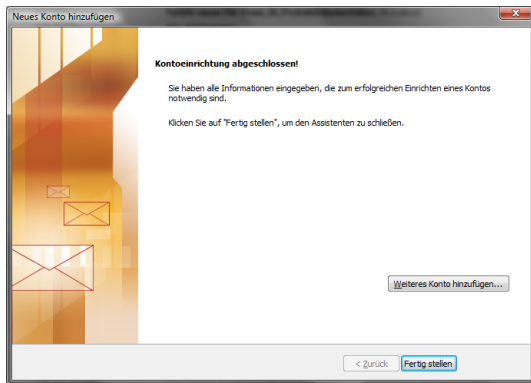 Neues Konto hinzufügen
Kontoeinrichtung abgeschlossen!
Sie haben alle Informationen eingegeben, die zum erfolgreichen Einrichten eines Kontos
notwendig sind.
Klicken Sie auf "Fertig stellen", um den Assistenten zu schließen.
Weiteres Konto hinzufügen...
< Zurück
Fertig stellen